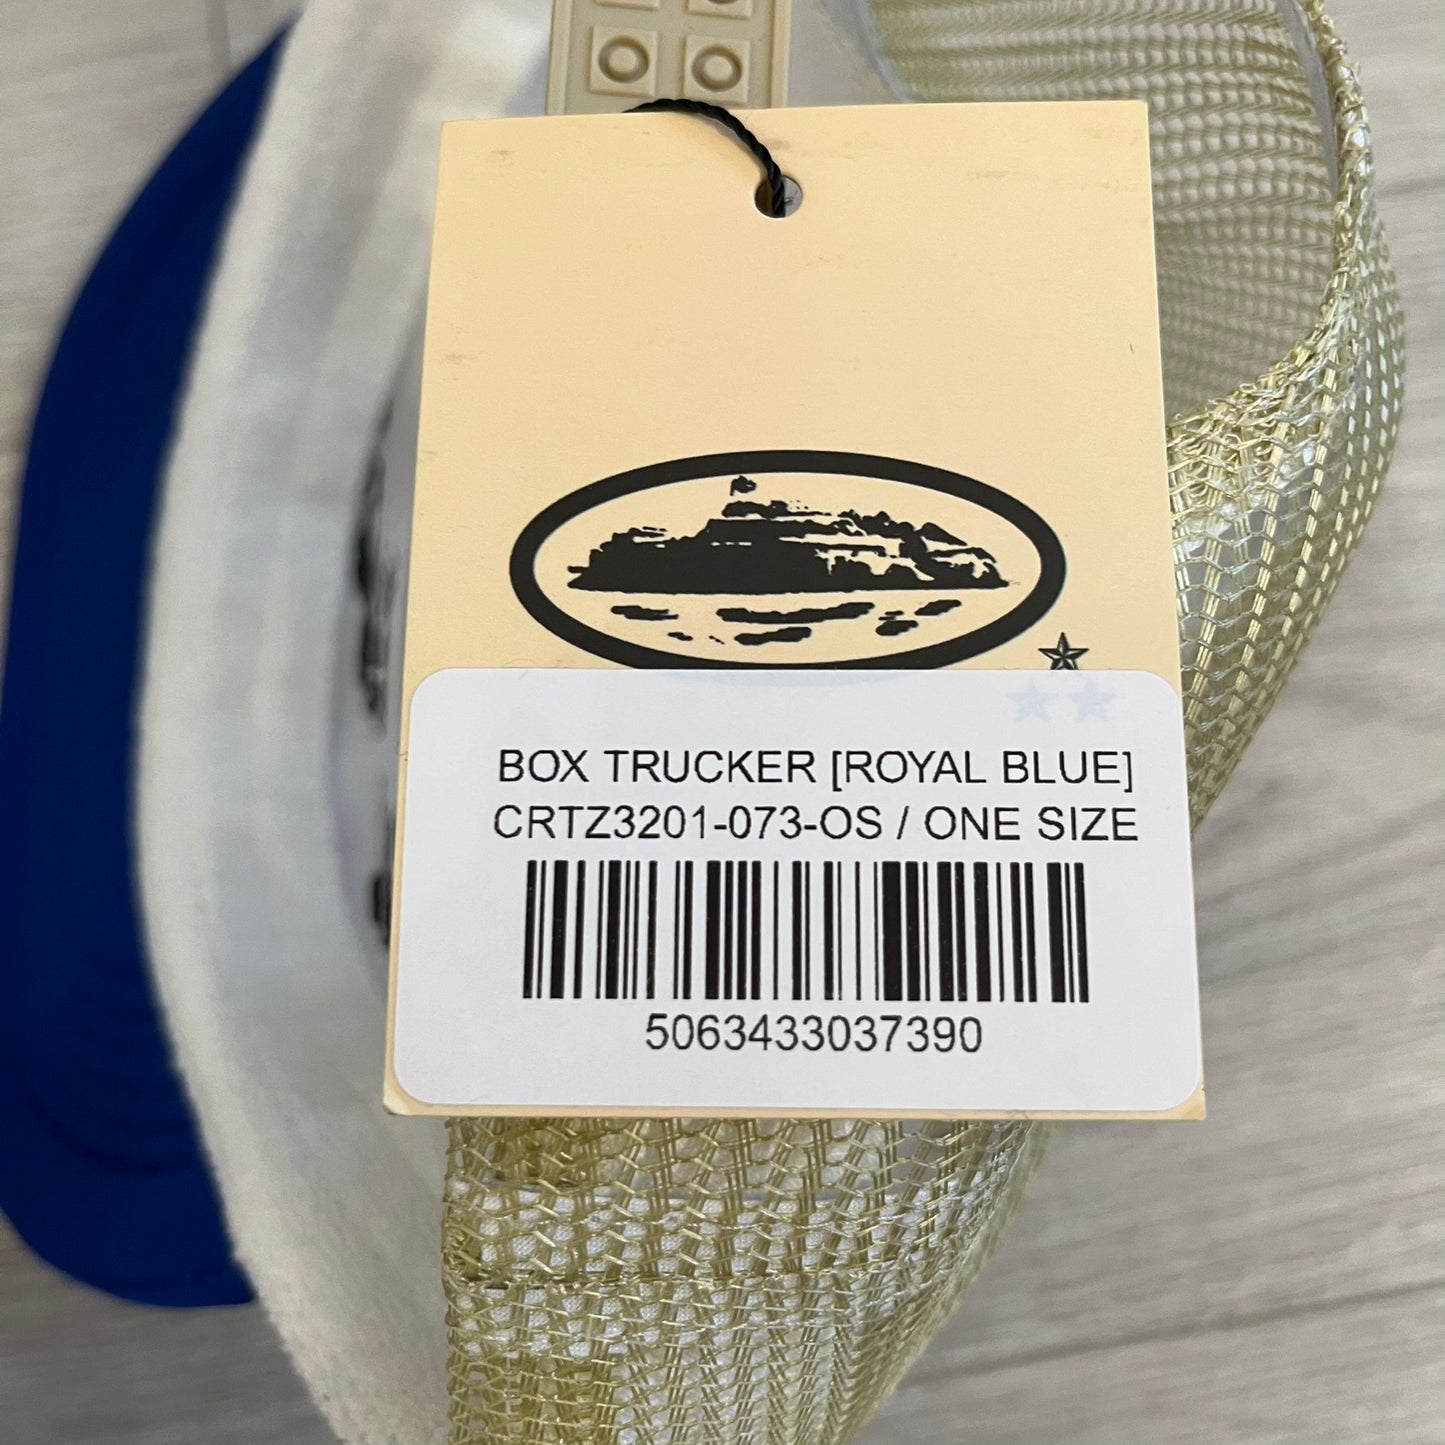 BOX TRUCKER [ROYAL BLUE]
CRTZ3201-073-OS / ONE SIZE
5063433037390